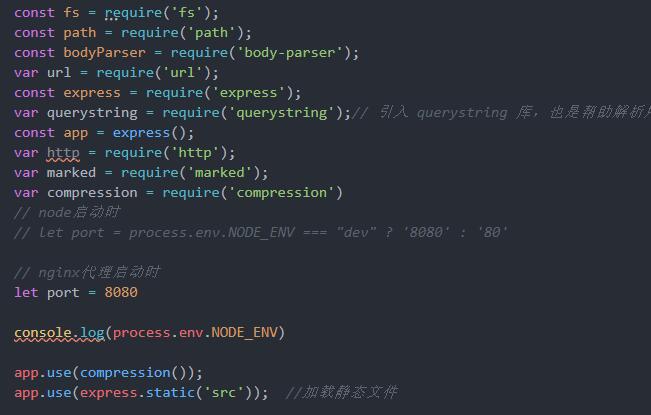 const fs = require('fs');
const path = require('path');
const bodyParser = require('body-parser');
var url = require('url');
const express = require('express');
var querystring = require('querystring');// 引入 querystring 库，也是帮助解析
const app = express();
var http = require('http');
var marked = require('marked');
var compression = require('compression')
// node启动时
// let port = process.env.NODE_ENV === "dev" ? '8080' : '80'
// nginx代理启动时
let port = 8080
console.log(process.env.NODE_ENV)
app.use(compression());
app.use(express.static('src'));  //加载静态文件